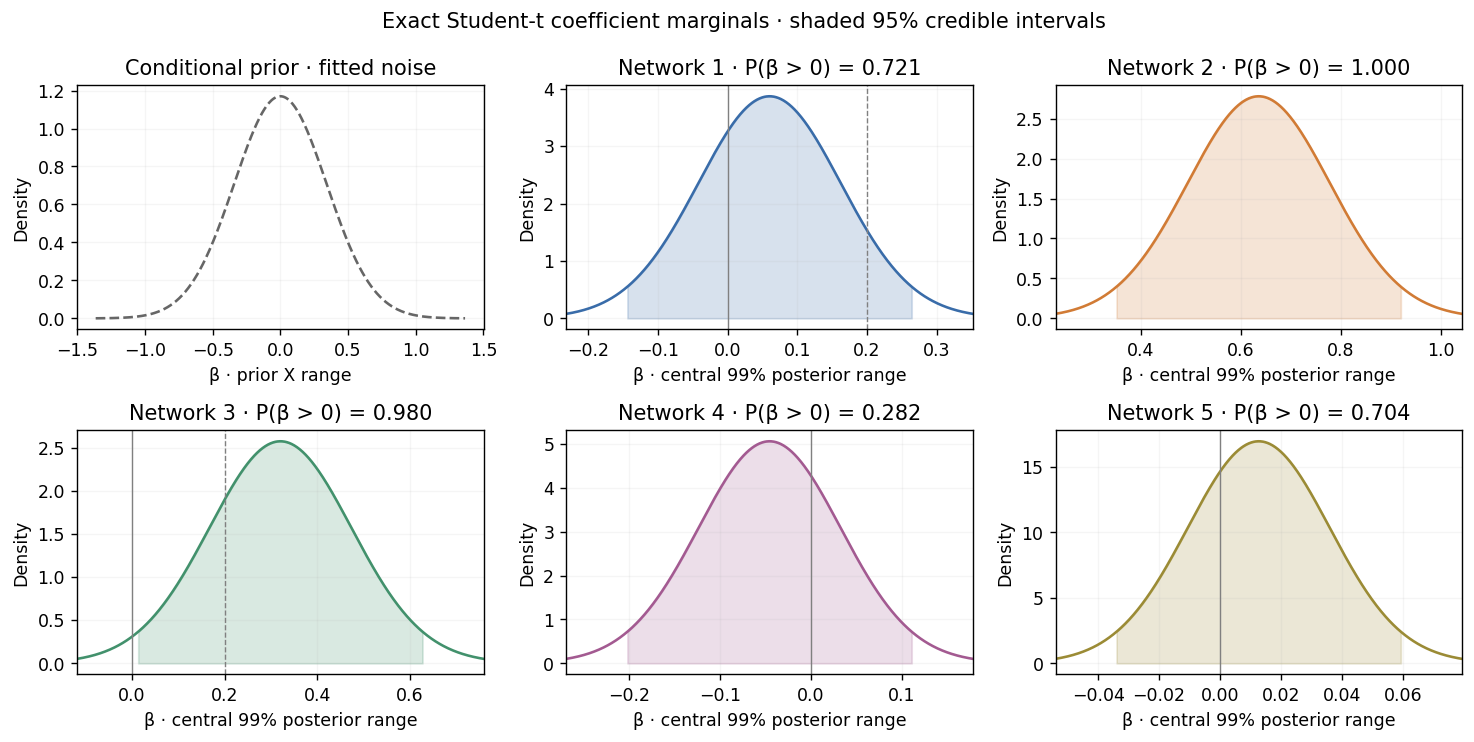 Exact Student-t coefficient marginals · shaded 95% credible intervals
Conditional prior · fitted noise
Density
1.2
1.0
0.8
0.6
0.4
0.2
0.0
−1.5 −1.0 −0.5 0.0 0.5 1.0 1.5
β · prior X range
Network 1 · P(β > 0) = 0.721
Density
4
3
2
1
0
−0.2 −0.1 0.0 0.1 0.2 0.3
β · central 99% posterior range
Network 2 · P(β > 0) = 1.000
Density
2.5
2.0
1.5
1.0
0.5
0.0
0.4 0.6 0.8 1.0
β · central 99% posterior range
Network 3 · P(β > 0) = 0.980
Density
2.5
2.0
1.5
1.0
0.5
0.0
0.0 0.2 0.4 0.6
β · central 99% posterior range
Network 4 · P(β > 0) = 0.282
Density
5
4
3
2
1
0
−0.2 −0.1 0.0 0.1
β · central 99% posterior range
Network 5 · P(β > 0) = 0.704
Density
15
10
5
0
−0.04 −0.02 0.00 0.02 0.04 0.06
β · central 99% posterior range